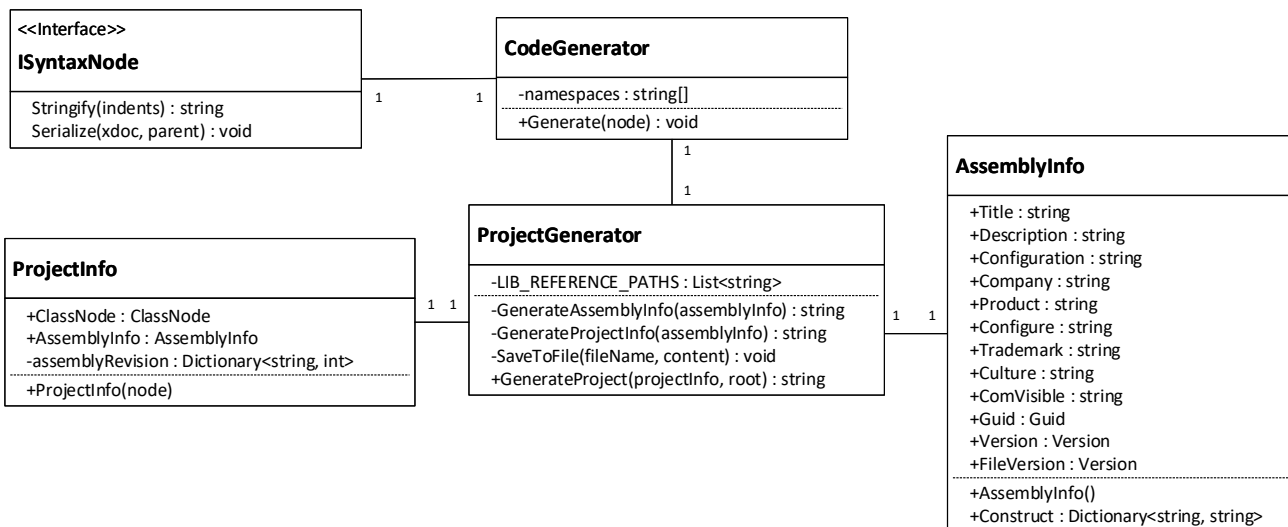 <<Interface>>
ISyntaxNode
Stringify(indents) : string
Serialize(xdoc, parent) : void
1
1
CodeGenerator
-namespaces : string[]
+Generate(node) : void
1
1
ProjectInfo
+ClassNode : ClassNode
+AssemblyInfo : AssemblyInfo
-assemblyRevision : Dictionary<string, int>
+ProjectInfo(node)
1
1
ProjectGenerator
-LIB_REFERENCE_PATHS : List<string>
-GenerateAssemblyInfo(assemblyInfo) : string
-GenerateProjectInfo(assemblyInfo) : string
-SaveToFile(fileName, content) : void
+GenerateProject(projectInfo, root) : string
1
1
AssemblyInfo
+Title : string
+Description : string
+Configuration : string
+Company : string
+Product : string
+Configure : string
+Trademark : string
+Culture : string
+ComVisible : string
+Guid : Guid
+Version : Version
+FileVersion : Version
+AssemblyInfo()
+Construct : Dictionary<string, string>